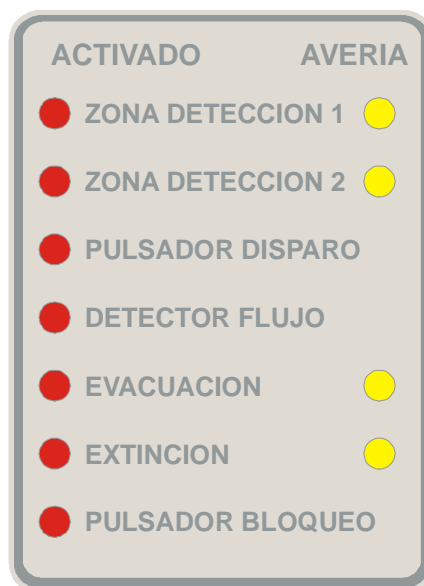 ACTIVADO AVERIA
ZONA DETECCION 1
ZONA DETECCION 2
PULSADOR DISPARO
DETECTOR FLUJO
EVACUACION
EXTINCION
PULSADOR BLOQUEO